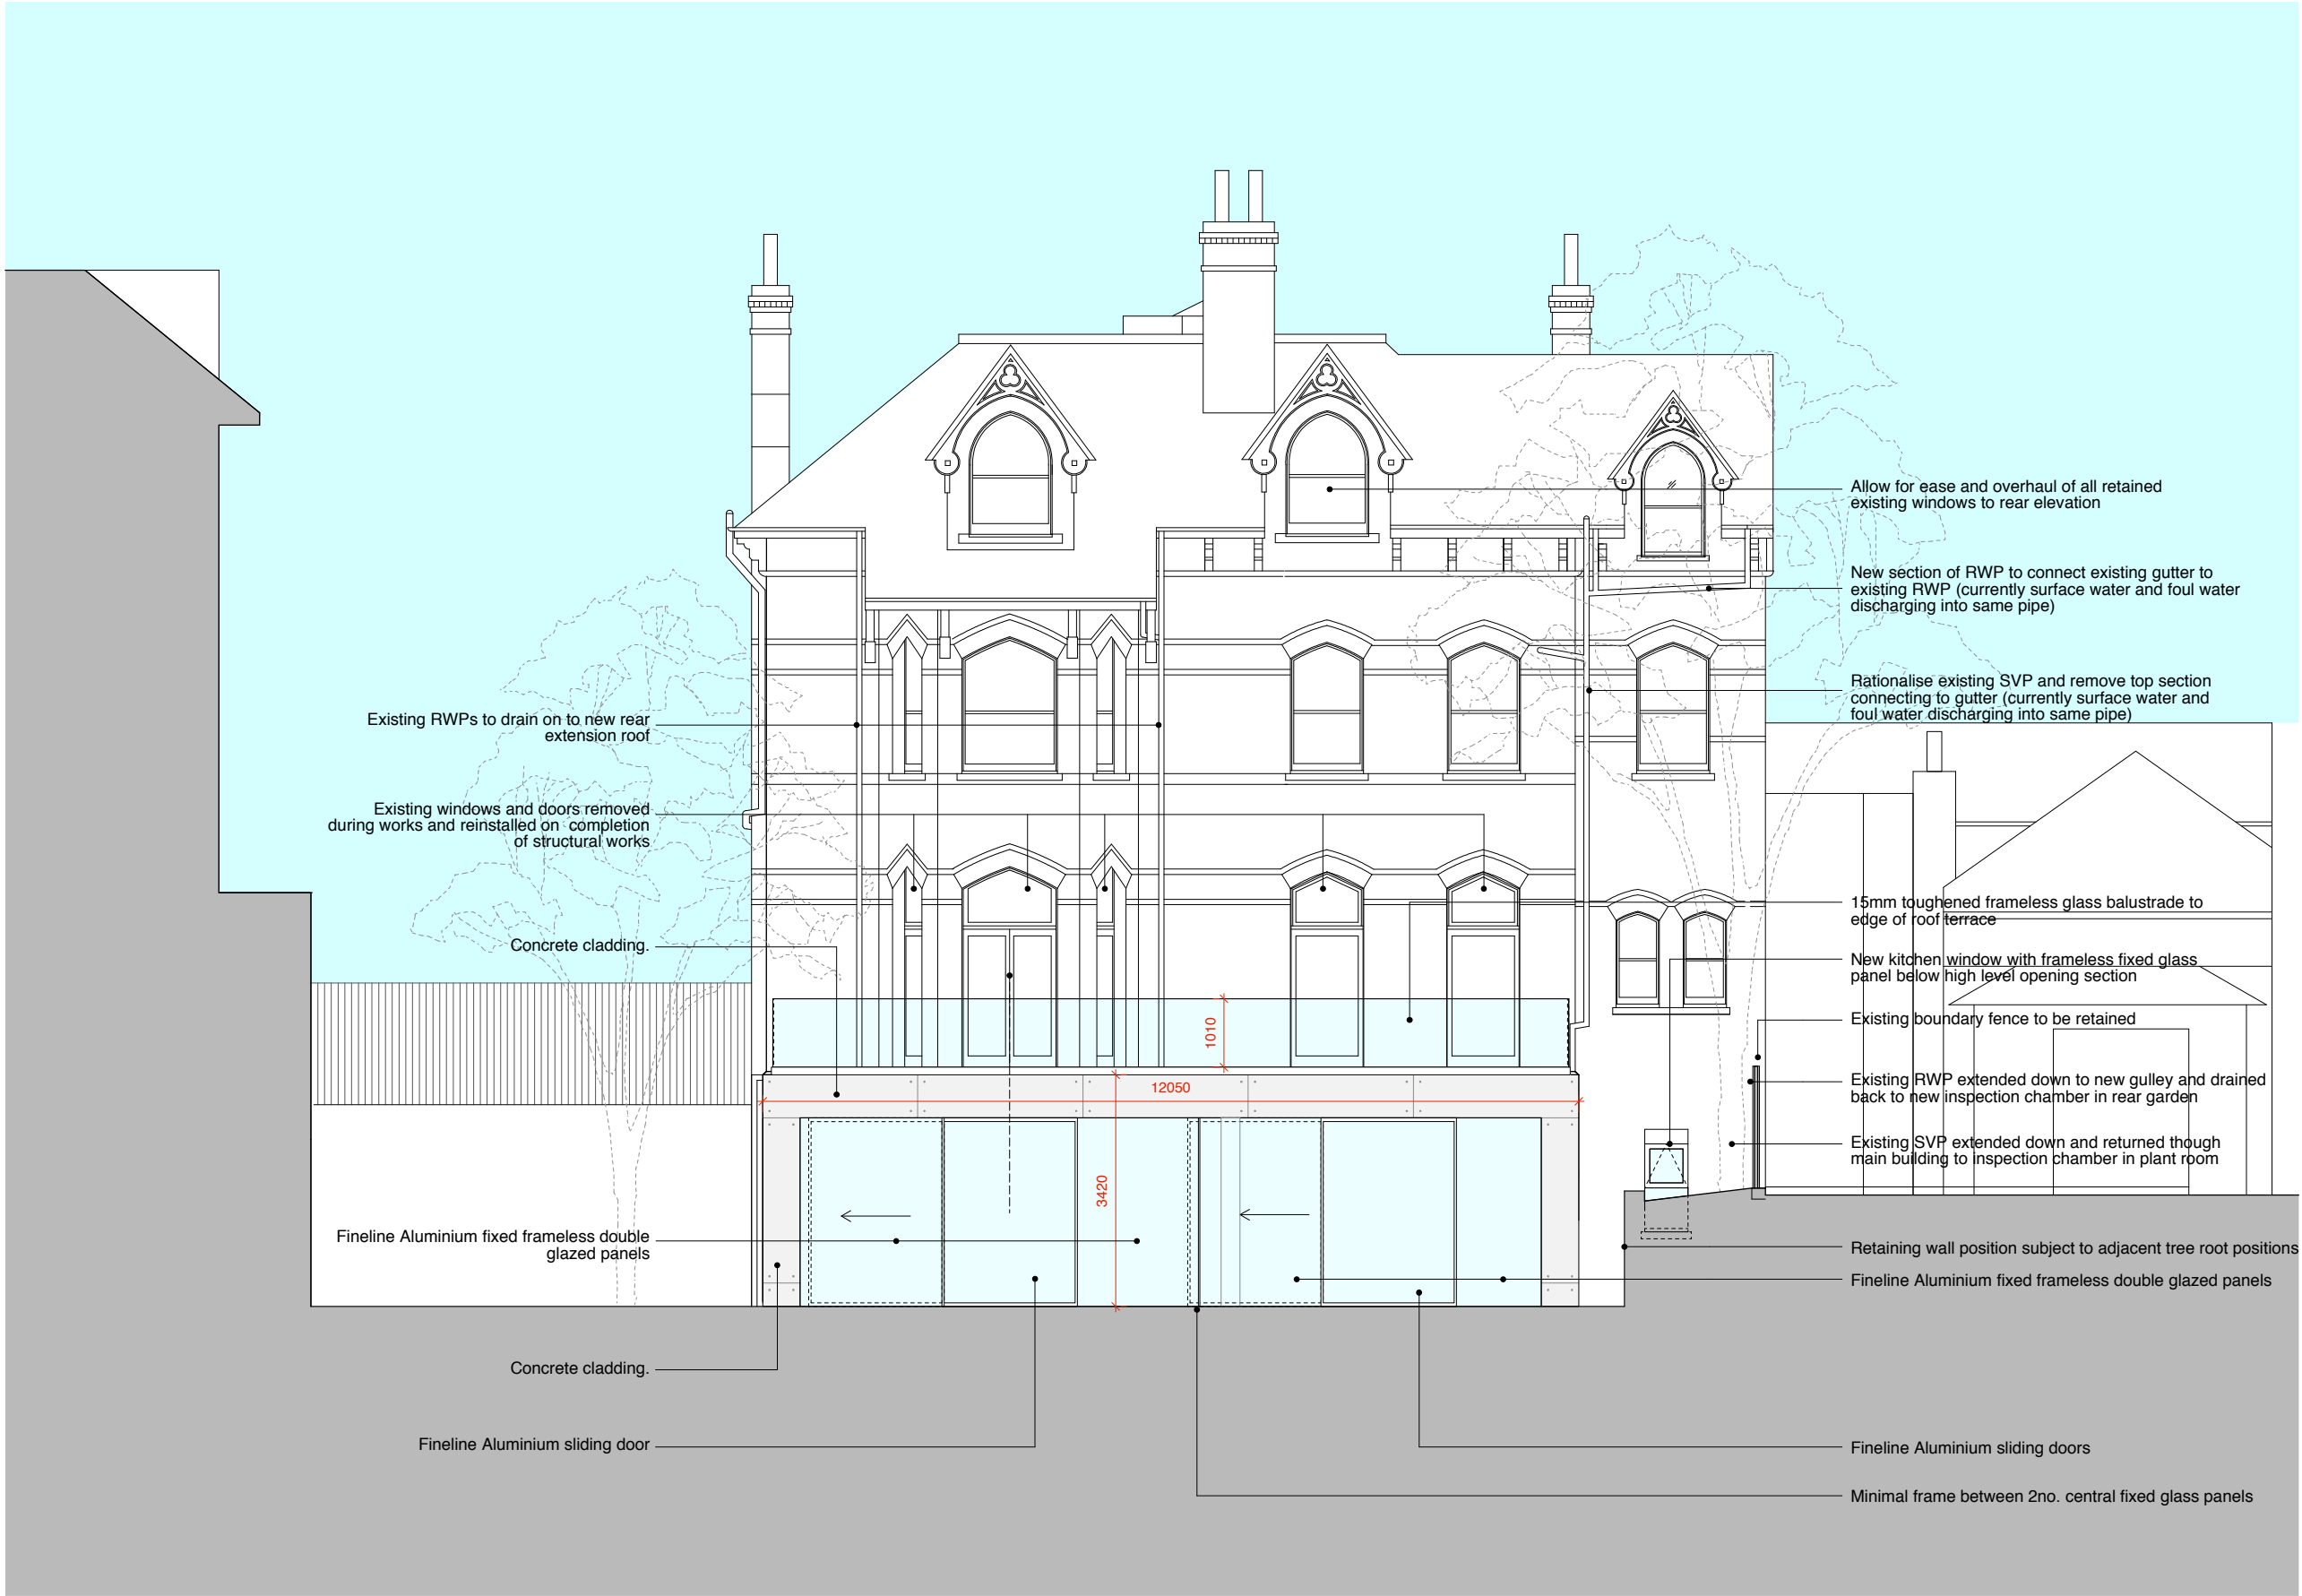 Allow for ease and overhaul of all retained
existing windows to rear elevation
New section of RWP to connect existing gutter to
existing RWP (currently surface water and foul water
discharging into same pipe)
Rationalise existing SVP and remove top section
connecting to gutter (currently surface water and
foul water discharging into same pipe)
Existing RWPs to drain on to new rear
extension roof
Existing windows and doors removed
during works and reinstalled on completion
of structural works
15mm toughened frameless glass balustrade to
edge of roof terrace
Concrete cladding.
New kitchen window with frameless fixed glass
panel below high level opening section
1010
Existing boundary fence to be retained
12050
Existing RWP extended down to new gulley and drained
back to new inspection chamber in rear garden
Existing SVP extended down and returned though
main building to inspection chamber in plant room
3420
Fineline Aluminium fixed frameless double
glazed panels
Retaining wall position subject to adjacent tree root positions
Fineline Aluminium fixed frameless double glazed panels
Concrete cladding.
Fineline Aluminium sliding door
Fineline Aluminium sliding doors
Minimal frame between 2no. central fixed glass panels